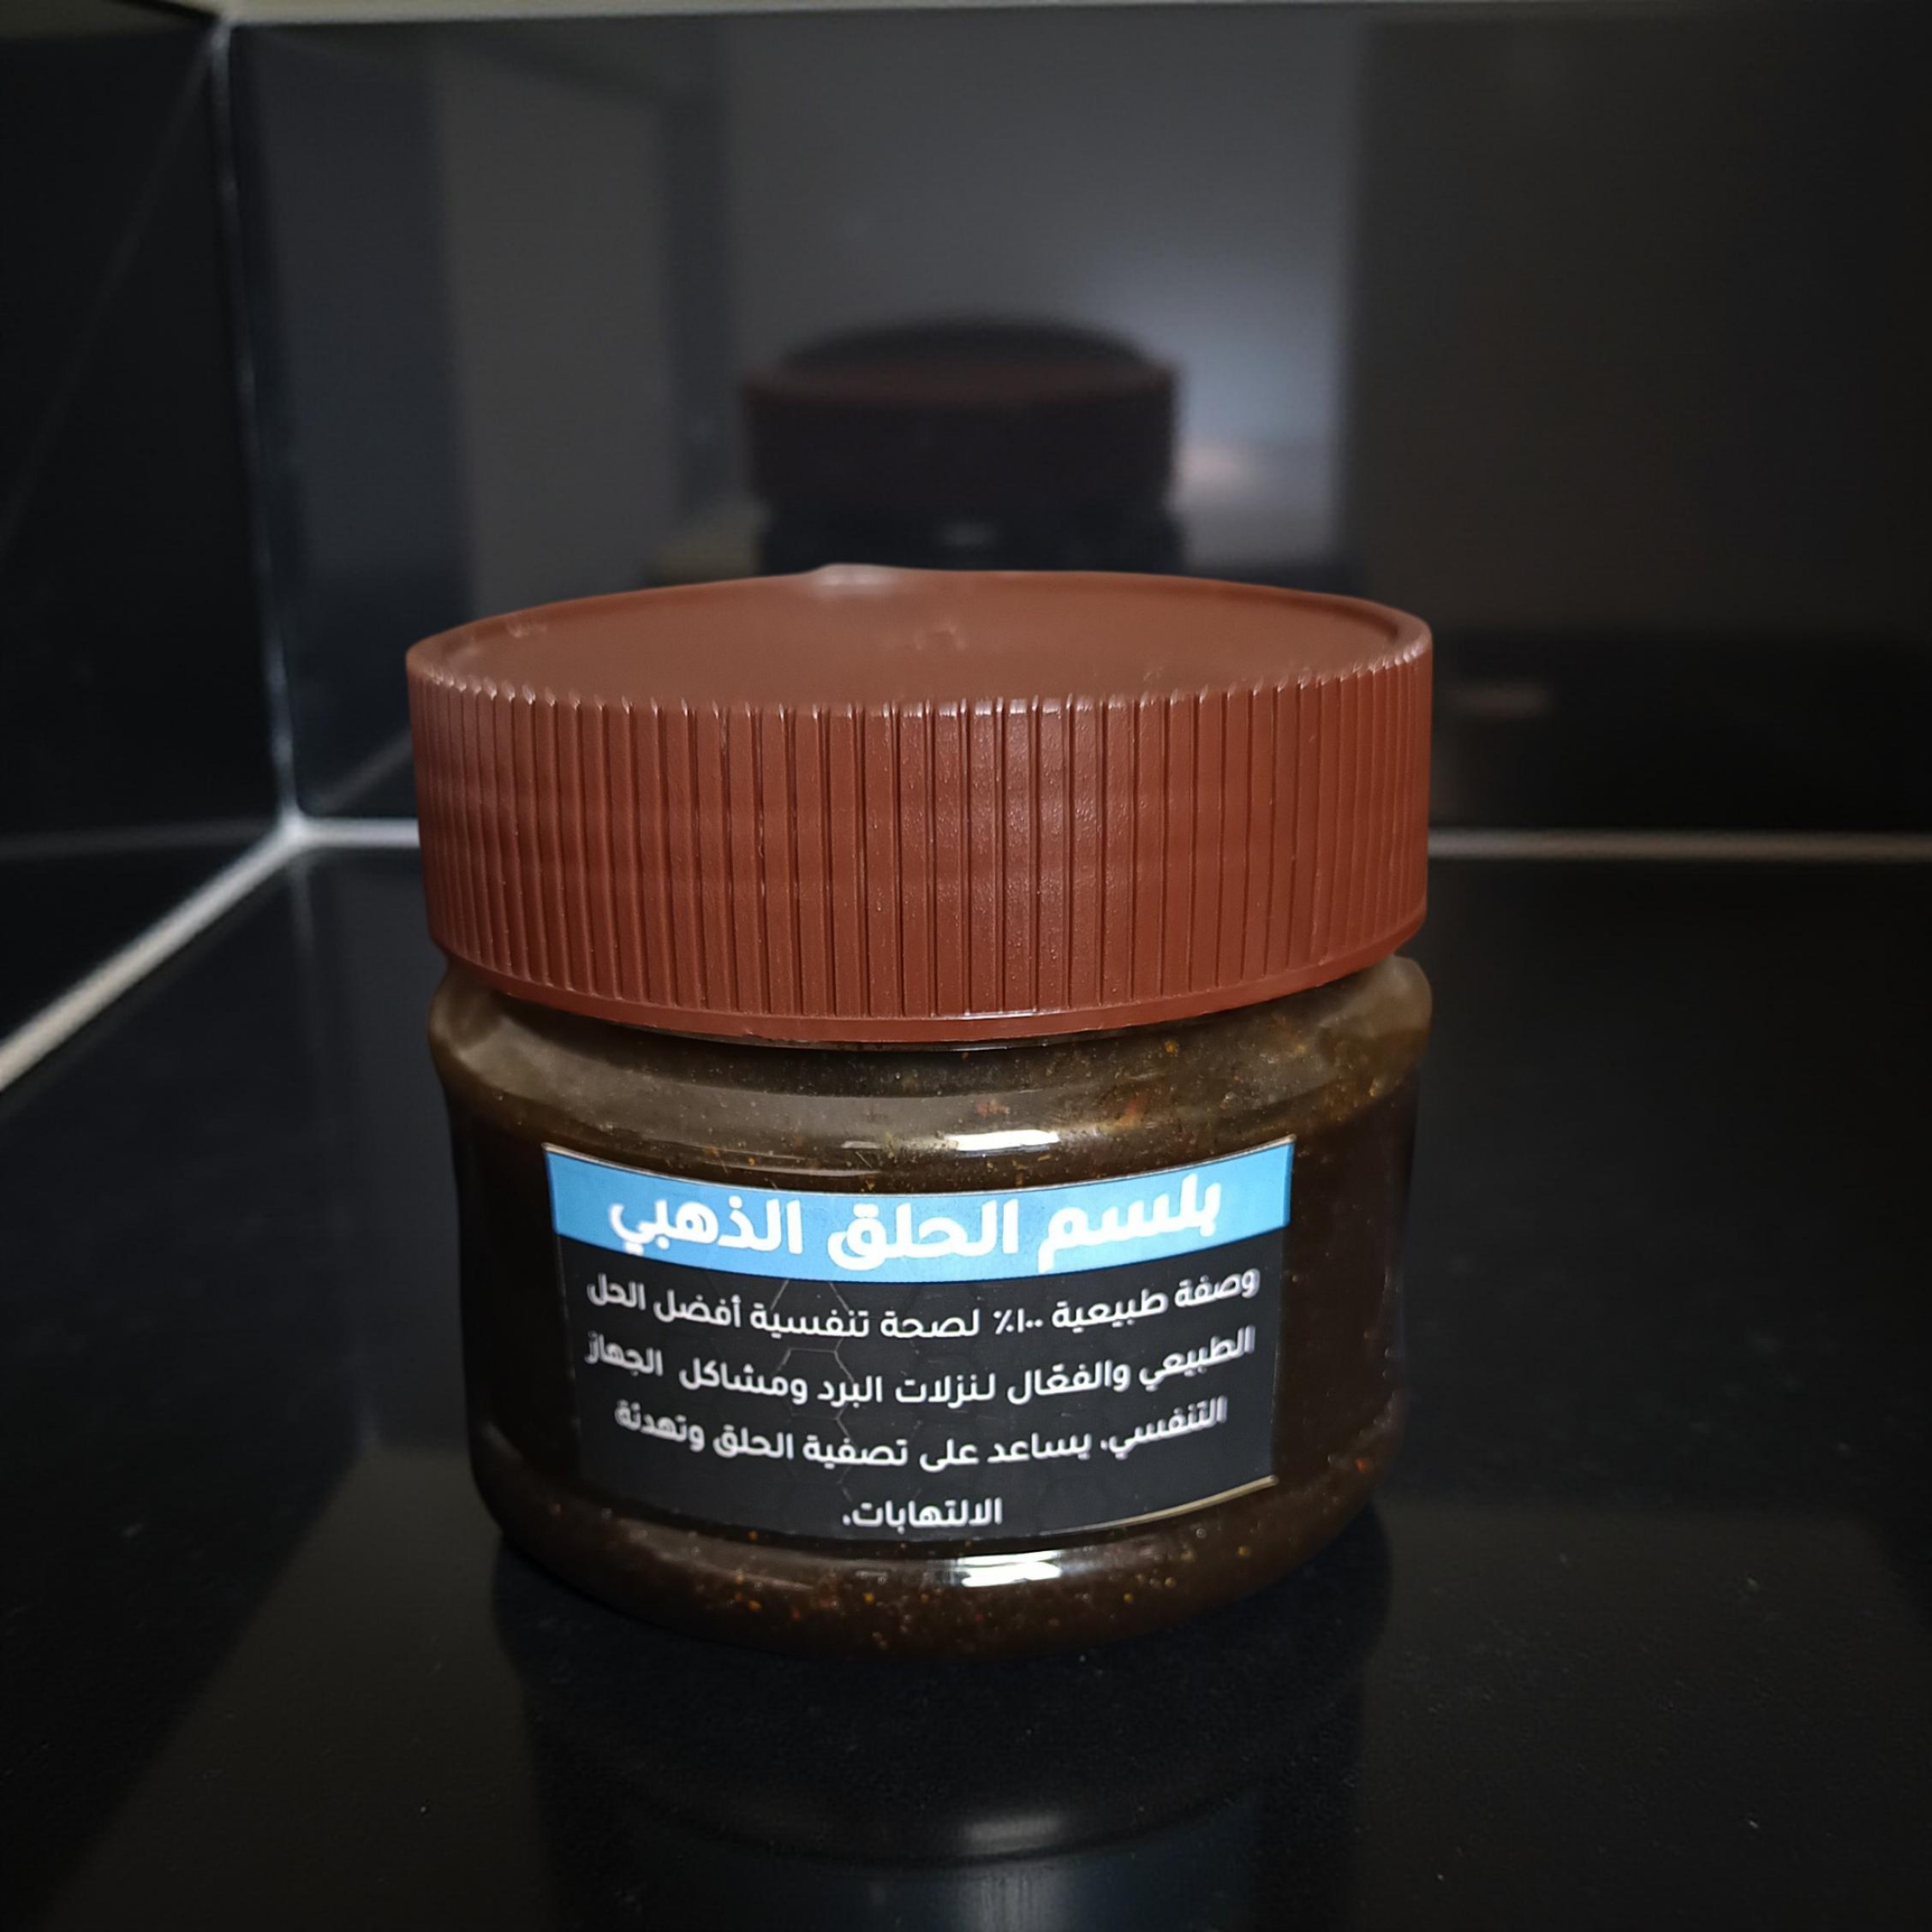 بلسم الحلق الذهبي
وصفة طبيعية ١٠٠٪ لصحة تنفسية أفضل الحل
الطبيعي والفعّال لنزلات البرد ومشاكل الجهاز
التنفسي، يساعد على تصفية الحلق وتهدئة
الالتهابات.